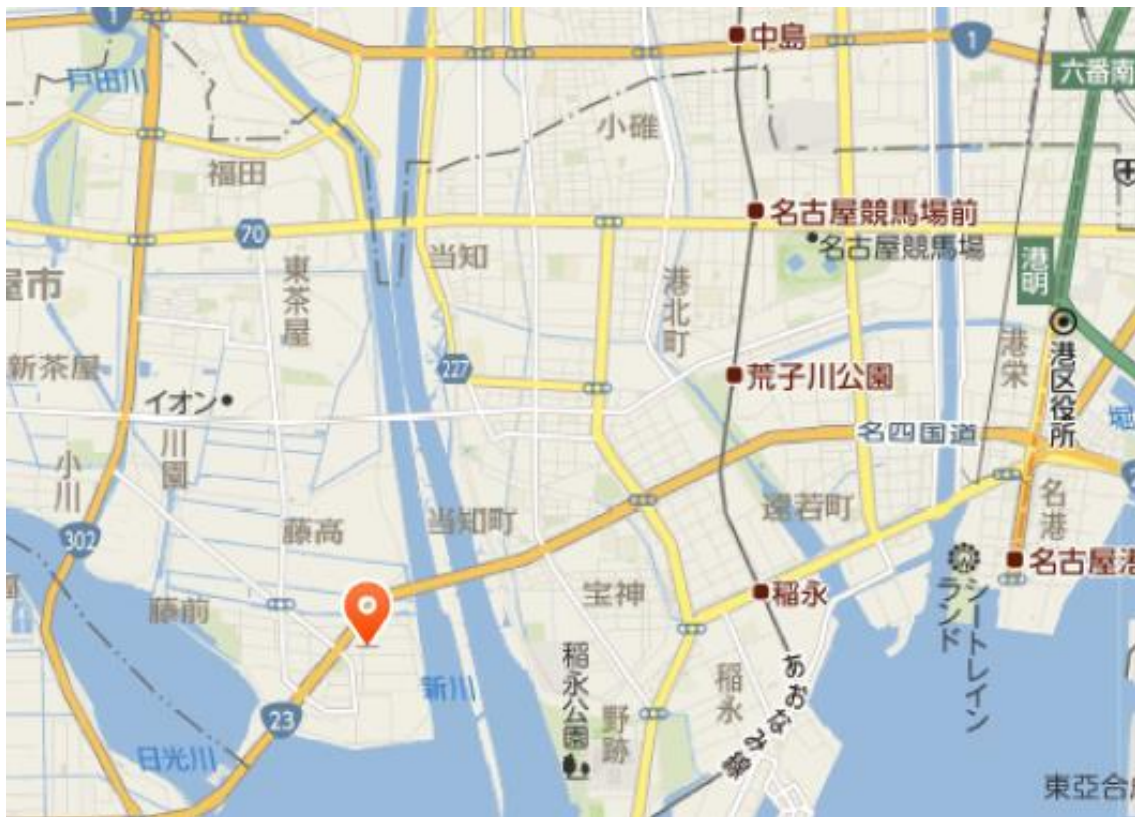 1
中島
1
六番南
戸田川
小碓
福田
名古屋競馬場前
名古屋競馬場
70
当知
港明
東茶屋
屋市
港北町
新茶屋
227
荒子川公園
港栄
港区役所
イオン
名四国道
川園
小川
302
藤高
当知町
遠若町
名港
名古屋港
シートレイン
ランド
藤前
宝神
稲永
あおなみ線
稲永公園
稲永
新川
23
野跡
日光川
東亞合